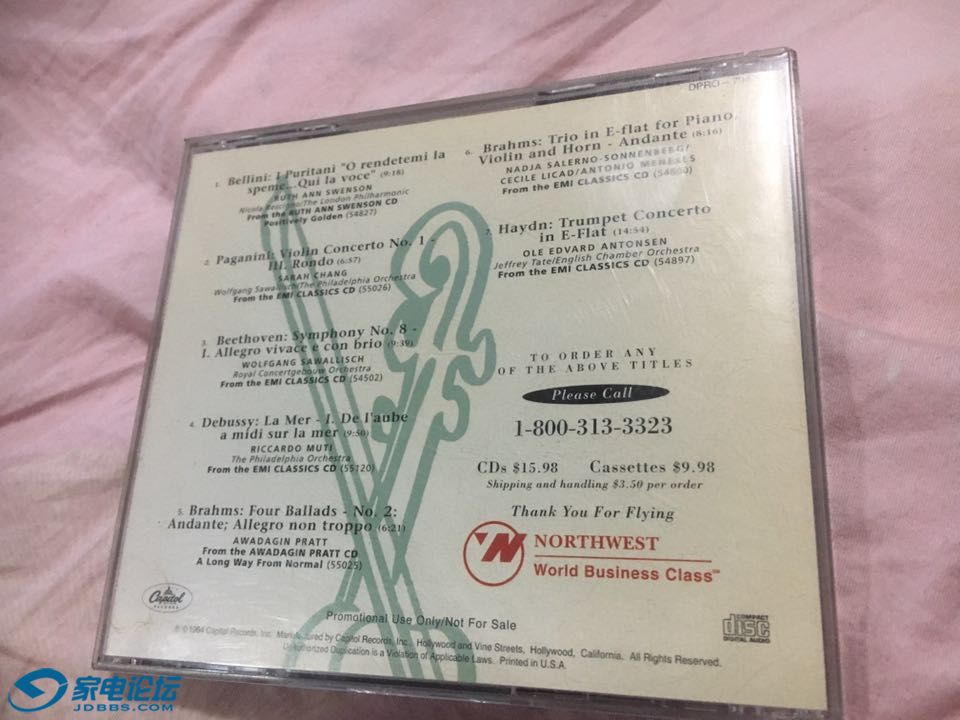 DPRO-79
1. Bellini: I Puritani "O rendetemi la
speme...Qui la voce" (9:18)
RUTH ANN SWENSON
Nicola Rescigno/The London Philharmonic
From the RUTH ANN SWENSON CD
Positively Golden (54827)
2. Paganini: Violin Concerto No. 1 -
III. Rondo (6:57)
SARAH CHANG
Wolfgang Sawallisch/The Philadelphia Orchestra
From the EMI CLASSICS CD (55026)
3. Beethoven: Symphony No. 8 -
I. Allegro vivace e con brio (9:39)
WOLFGANG SAWALLISCH
Royal Concertgebouw Orchestra
From the EMI CLASSICS CD (54502)
4. Debussy: La Mer - I. De l'aube
a midi sur la mer (9:50)
RICCARDO MUTI
The Philadelphia Orchestra
From the EMI CLASSICS CD (55120)
5. Brahms: Four Ballads - No. 2:
Andante; Allegro non troppo (6:21)
AWADAGIN PRATT
From the AWADAGIN PRATT CD
A Long Way From Normal (55025)
6. Brahms: Trio in E-flat for Piano,
Violin and Horn - Andante (8:16)
NADJA SALERNO-SONNENBERG/
CECILE LICAD/ANTONIO MENESES
From the EMI CLASSICS CD
7. Haydn: Trumpet Concerto
in E-Flat (14:54)
OLE EDVARD ANTONSEN
Jeffrey Tate/English Chamber Orchestra
From the EMI CLASSICS CD (54897)
TO ORDER ANY
OF THE ABOVE TITLES
Please Call
1-800-313-3323
CDs $15.98 Cassettes $9.98
Shipping and handling $3.50 per order
Thank You For Flying
NORTHWEST
World Business Class℠
Capitol
RECORDS
Promotional Use Only/Not For Sale
COMPACT
disc
DIGITAL AUDIO
℗ © 1994 Capitol Records, Inc. Manufactured by Capitol Records, Inc., Hollywood and Vine Streets, Hollywood, California. All Rights Reserved.
Unauthorized Duplication is a Violation of Applicable Laws. Printed in U.S.A.
家电论坛
JDBBS.COM